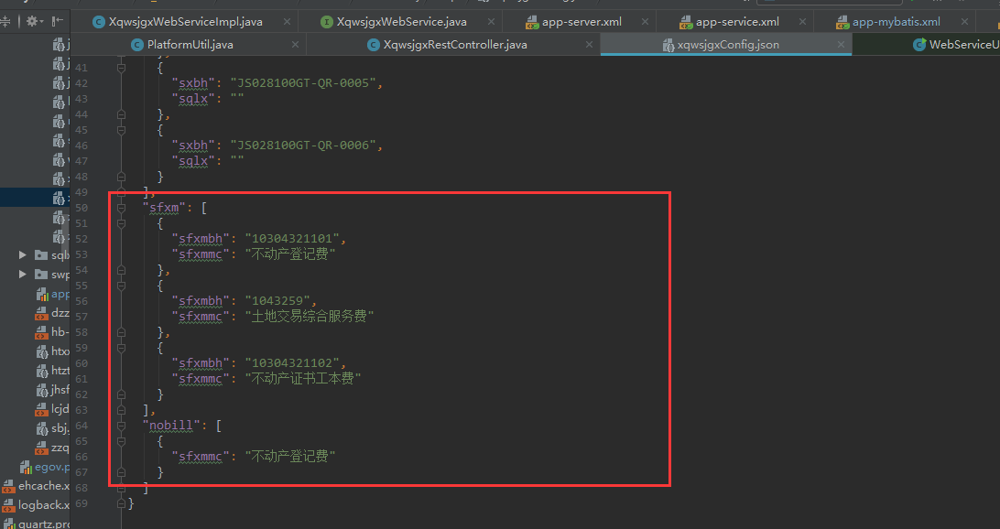 XqwsjgxWebServiceImpl.java
XqwsjgxWebService.java
app-server.xml
app-service.xml
app-mybatis.xml
PlatformUtil.java
XqwsjgxRestController.java
xqwsjgxConfig.json
WebServiceU
41 {
42 "sxbh": "JS028100GT-QR-0005",
43 "sqlx": ""
44 },
45 {
46 "sxbh": "JS028100GT-QR-0006",
47 "sqlx": ""
48 }
49 ],
50 "sfxm": [
51 {
52 "sfxmbh": "10304321101",
53 "sfxmmc": "不动产登记费"
54 },
55 {
56 "sfxmbh": "1043259",
57 "sfxmmc": "土地交易综合服务费"
58 },
59 {
60 "sfxmbh": "10304321102",
61 "sfxmmc": "不动产证书工本费"
62 }
63 ],
64 "nobill": [
65 {
66 "sfxmmc": "不动产登记费"
67 }
68 ]
69 }
sqlx
swp
app
dzz
hb-
htxx
htzt
jhsf
lcjd
sbj.
zzq
egov.p
ehcache.x
logback.x
quartz.pro